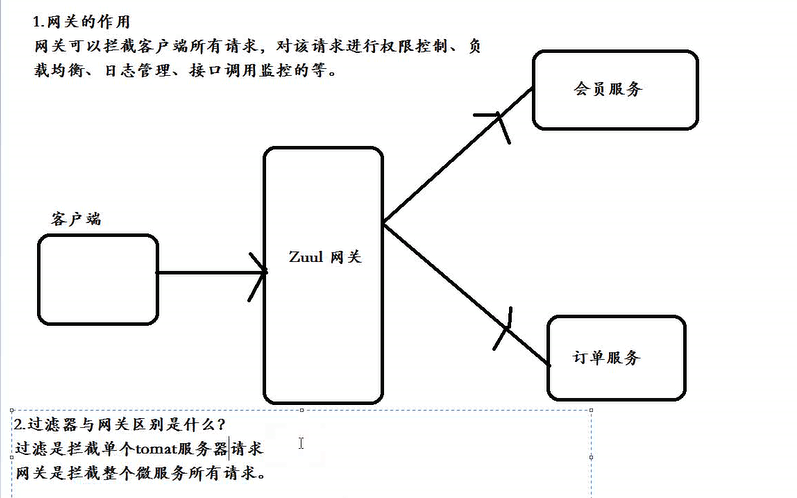 1.网关的作用
网关可以拦截客户端所有请求，对该请求进行权限控制、负
载均衡、日志管理、接口调用监控的等。
会员服务
客户端
Zuul 网关
订单服务
2.过滤器与网关区别是什么？
过滤是拦截单个tomat服务器请求
网关是拦截整个微服务所有请求。